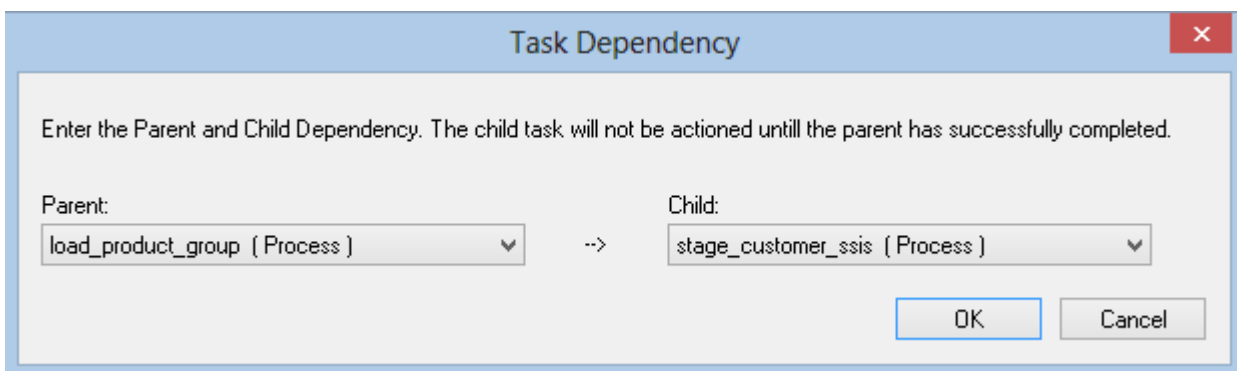 Task Dependency
Enter the Parent and Child Dependency. The child task will not be actioned untill the parent has successfully completed.
Parent:
Child:
load_product_group ( Process )
-->
stage_customer_ssis ( Process )
OK
Cancel